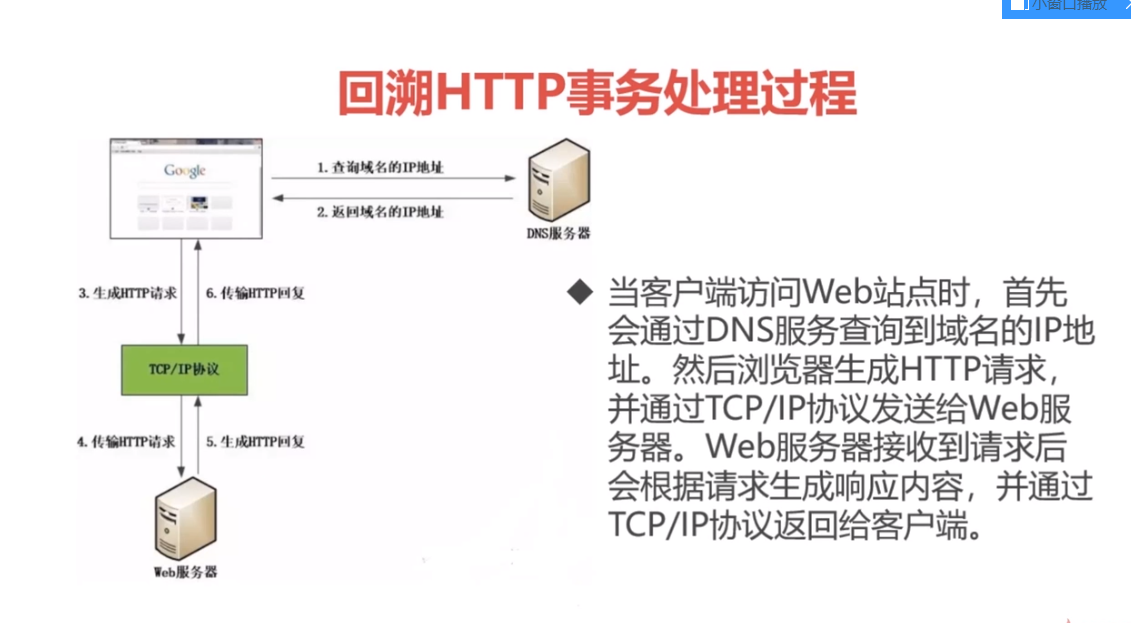 小窗口播放
回溯HTTP事务处理过程
Google
1.查询域名的IP地址
2.返回域名的IP地址
DNS服务器
3.生成HTTP请求
6.传输HTTP回复
TCP/IP协议
4.传输HTTP请求
5.生成HTTP回复
Web服务器
当客户端访问Web站点时，首先
会通过DNS服务查询到域名的IP地
址。然后浏览器生成HTTP请求，
并通过TCP/IP协议发送给Web服
务器。Web服务器接收到请求后
会根据请求生成响应内容，并通过
TCP/IP协议返回给客户端。